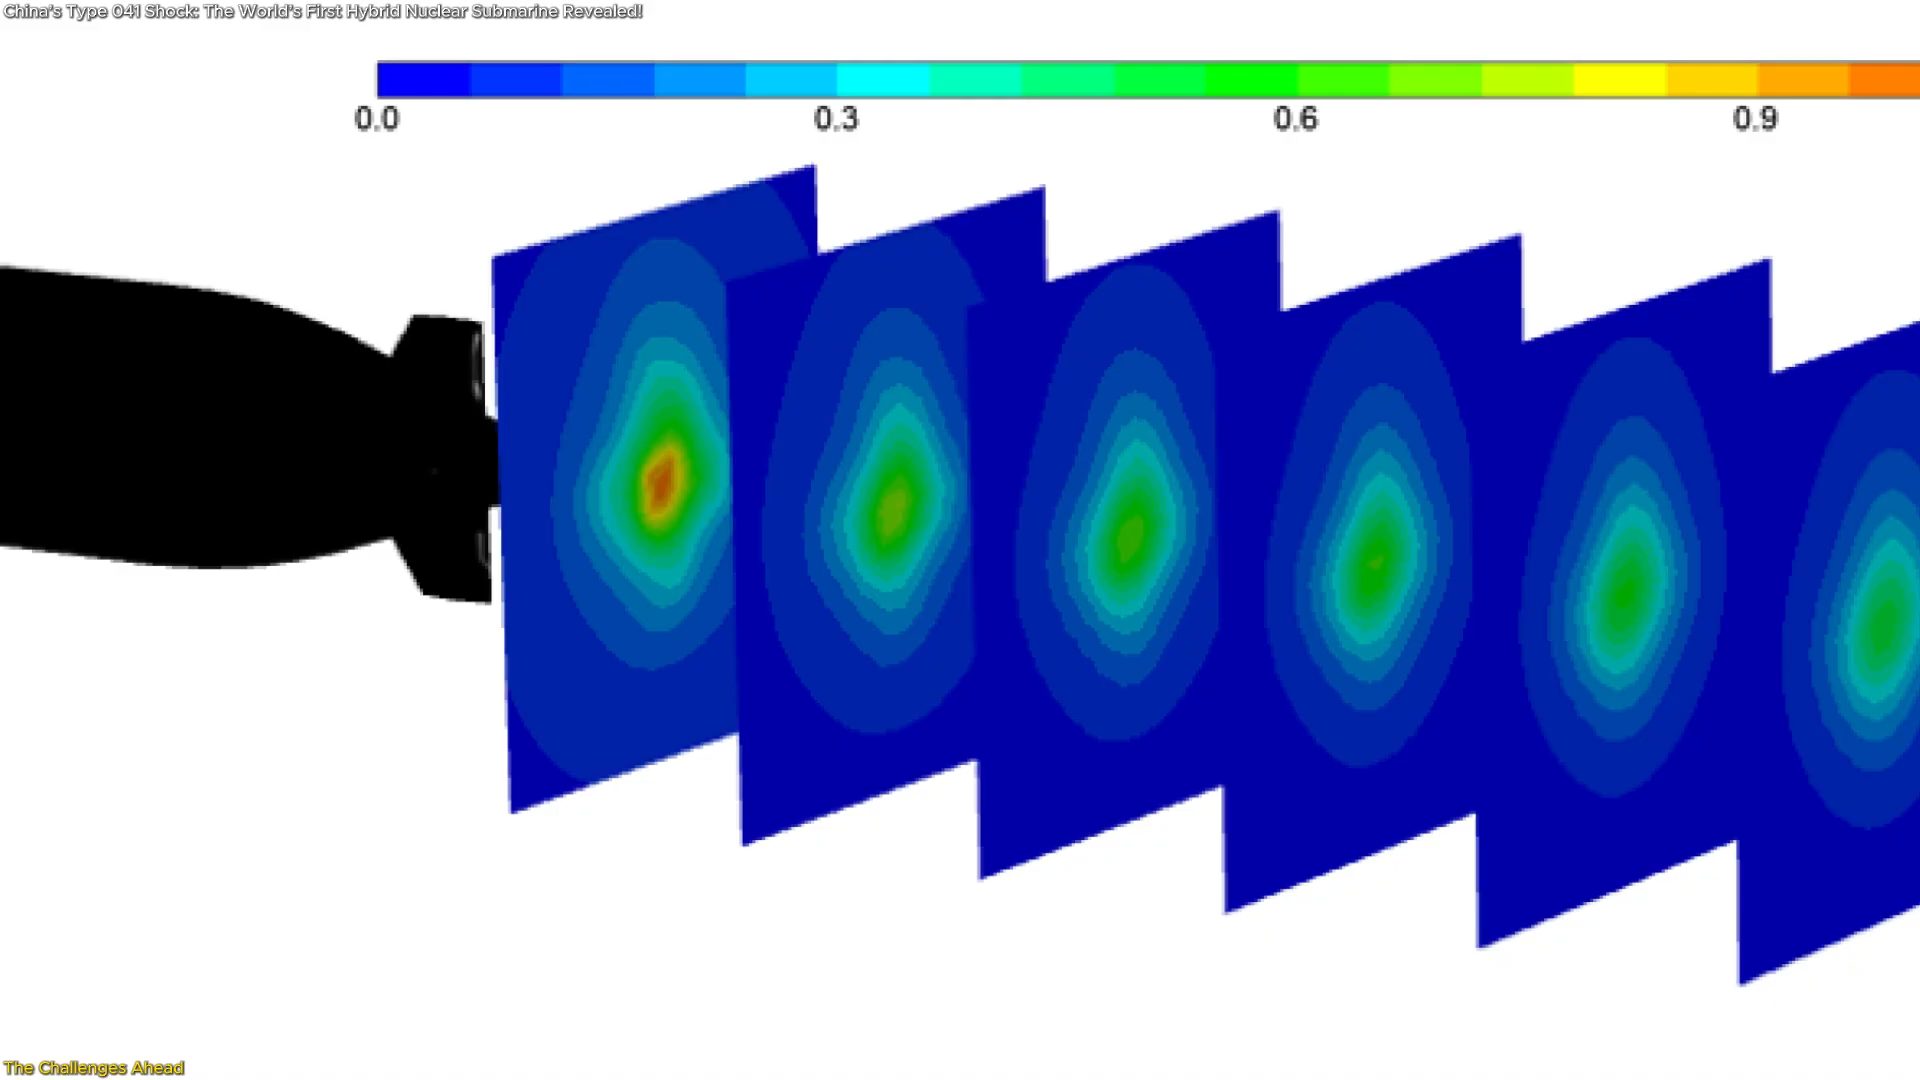 China's Type 041 Shock: The World's First Hybrid Nuclear Submarine Revealed!
0.0 0.3 0.6 0.9
The Challenges Ahead